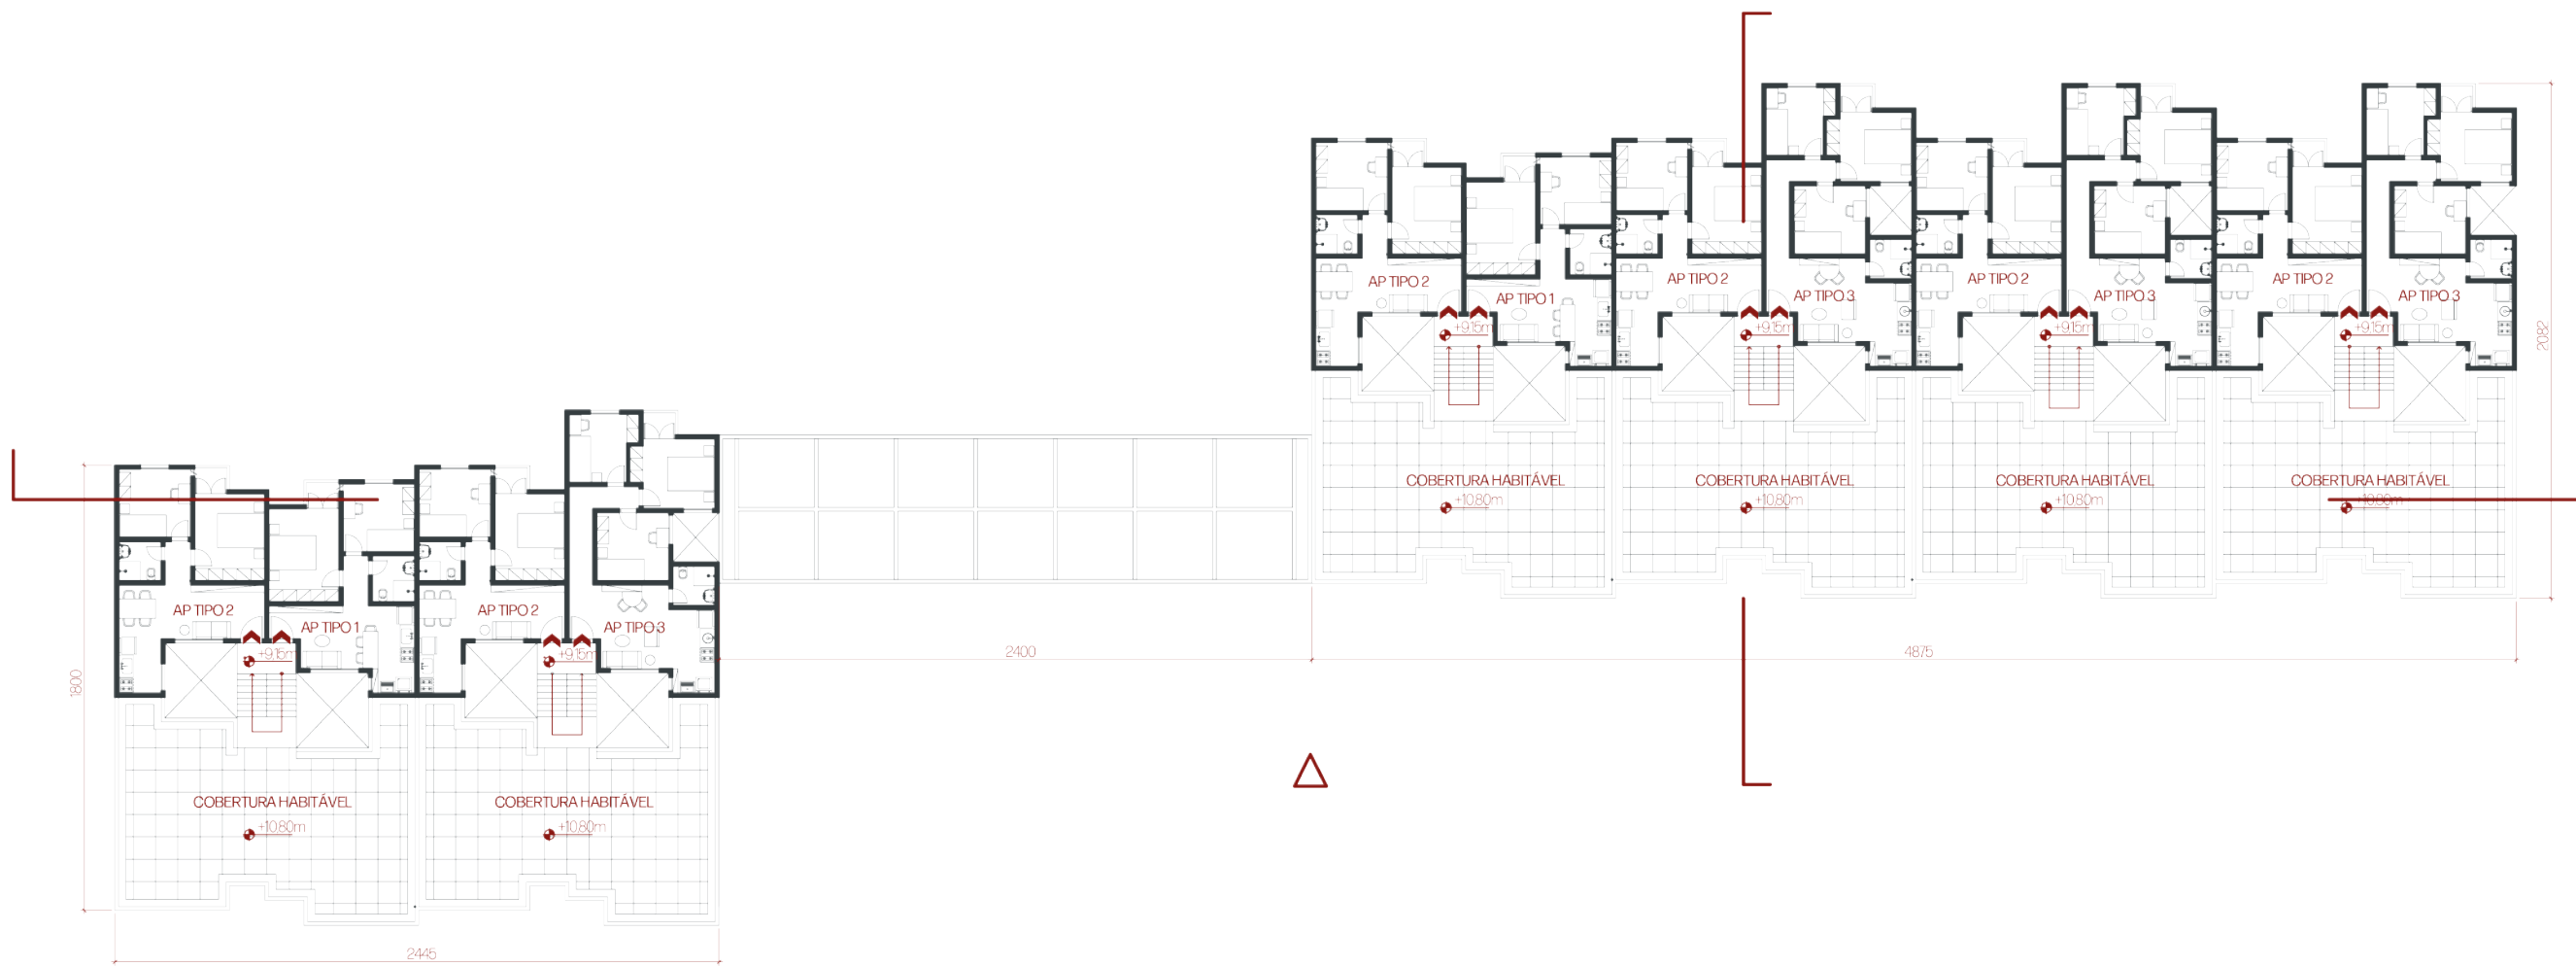 AP TIPO 2
AP TIPO 1
AP TIPO 2
AP TIPO 3
AP TIPO 2
AP TIPO 3
AP TIPO 2
AP TIPO 3
+9.15m
+9.15m
+9.15m
+9.15m
2082
COBERTURA HABITÁVEL
COBERTURA HABITÁVEL
COBERTURA HABITÁVEL
COBERTURA HABITÁVEL
+10.80m
+10.80m
+10.80m
+10.80m
AP TIPO 2
AP TIPO 1
AP TIPO 2
AP TIPO 3
+9.15m
+9.15m
2400
4875
1800
COBERTURA HABITÁVEL
COBERTURA HABITÁVEL
+10.80m
+10.80m
2445